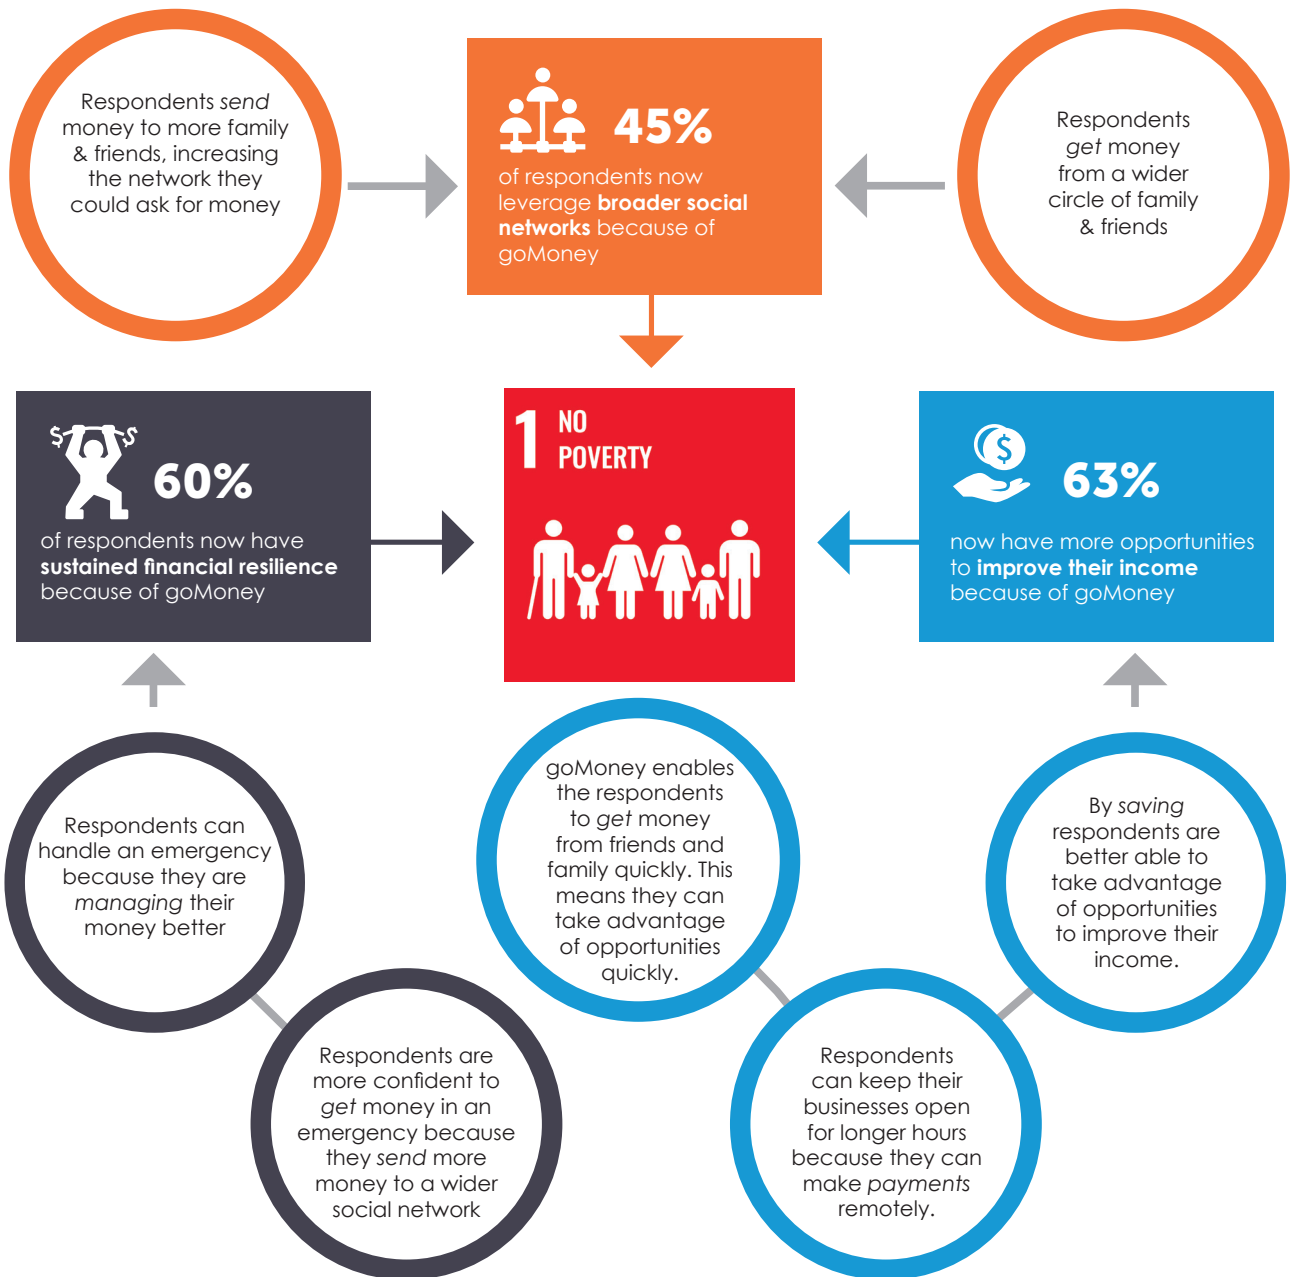 Respondents send
money to more family
& friends, increasing
the network they
could ask for money
45%
of respondents now
leverage broader social
networks because of
goMoney
Respondents
get money
from a wider
circle of family
& friends
$ $
60%
of respondents now have
sustained financial resilience
because of goMoney
1 NO
POVERTY
$
63%
now have more opportunities
to improve their income
because of goMoney
Respondents can
handle an emergency
because they are
managing their
money better
Respondents are
more confident to
get money in an
emergency because
they send more
money to a wider
social network
goMoney enables
the respondents
to get money
from friends and
family quickly. This
means they can
take advantage
of opportunities
quickly.
Respondents
can keep their
businesses open
for longer hours
because they can
make payments
remotely.
By saving
respondents are
better able to
take advantage
of opportunities
to improve their
income.